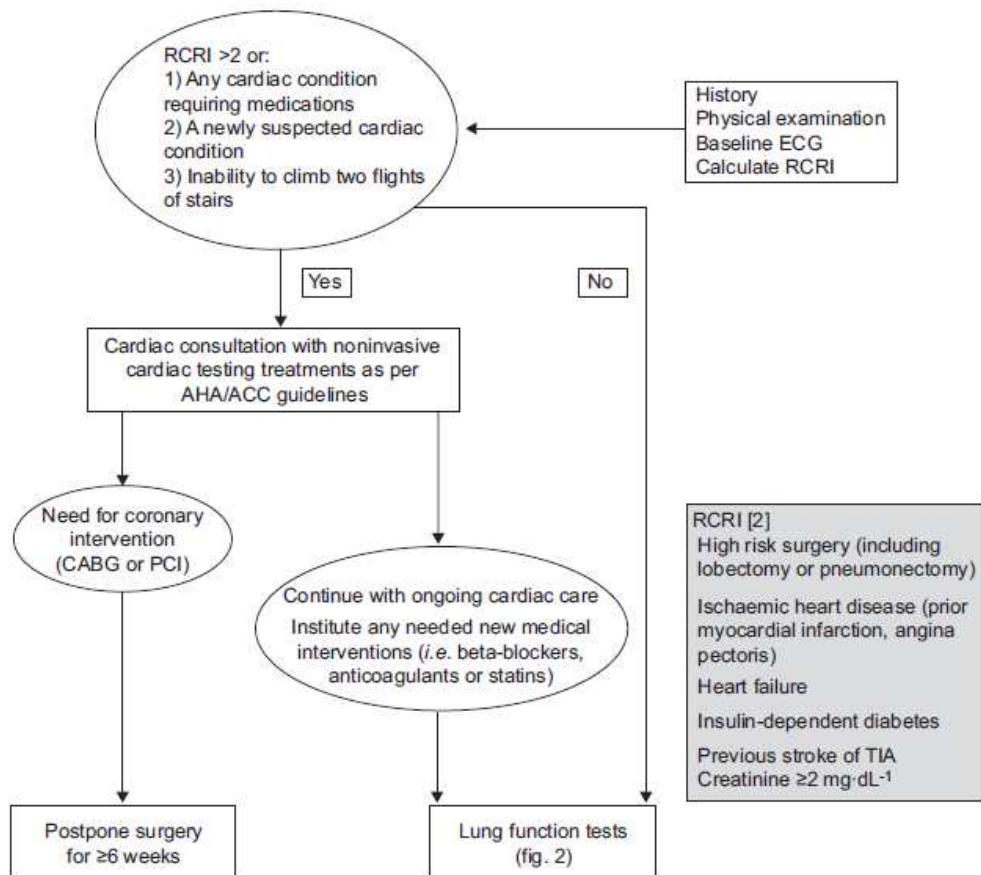 RCRI >2 or:
1) Any cardiac condition
requiring medications
2) A newly suspected cardiac
condition
3) Inability to climb two flights
of stairs
History
Physical examination
Baseline ECG
Calculate RCRI
Yes
No
Cardiac consultation with noninvasive
cardiac testing treatments as per
AHA/ACC guidelines
Need for coronary
intervention
(CABG or PCI)
Continue with ongoing cardiac care
Institute any needed new medical
interventions (i.e. beta-blockers,
anticoagulants or statins)
RCRI [2]
High risk surgery (including
lobectomy or pneumonectomy)
Ischaemic heart disease (prior
myocardial infarction, angina
pectoris)
Heart failure
Insulin-dependent diabetes
Previous stroke of TIA
Creatinine ≥2 mg·dL⁻¹
Postpone surgery
for ≥6 weeks
Lung function tests
(fig. 2)